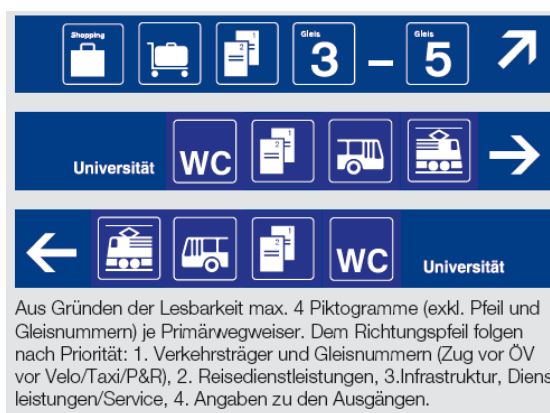 Shopping 2 1 Gleis 3 – Gleis 5
Universität WC 2 1
2 1 WC Universität
Aus Gründen der Lesbarkeit max. 4 Piktogramme (exkl. Pfeil und
Gleisnummern) je Primärwegweiser. Dem Richtungspfeil folgen
nach Priorität: 1. Verkehrsträger und Gleisnummern (Zug vor ÖV
vor Velo/Taxi/P&R), 2. Reisedienstleistungen, 3.Infrastruktur, Diens
leistungen/Service, 4. Angaben zu den Ausgängen.